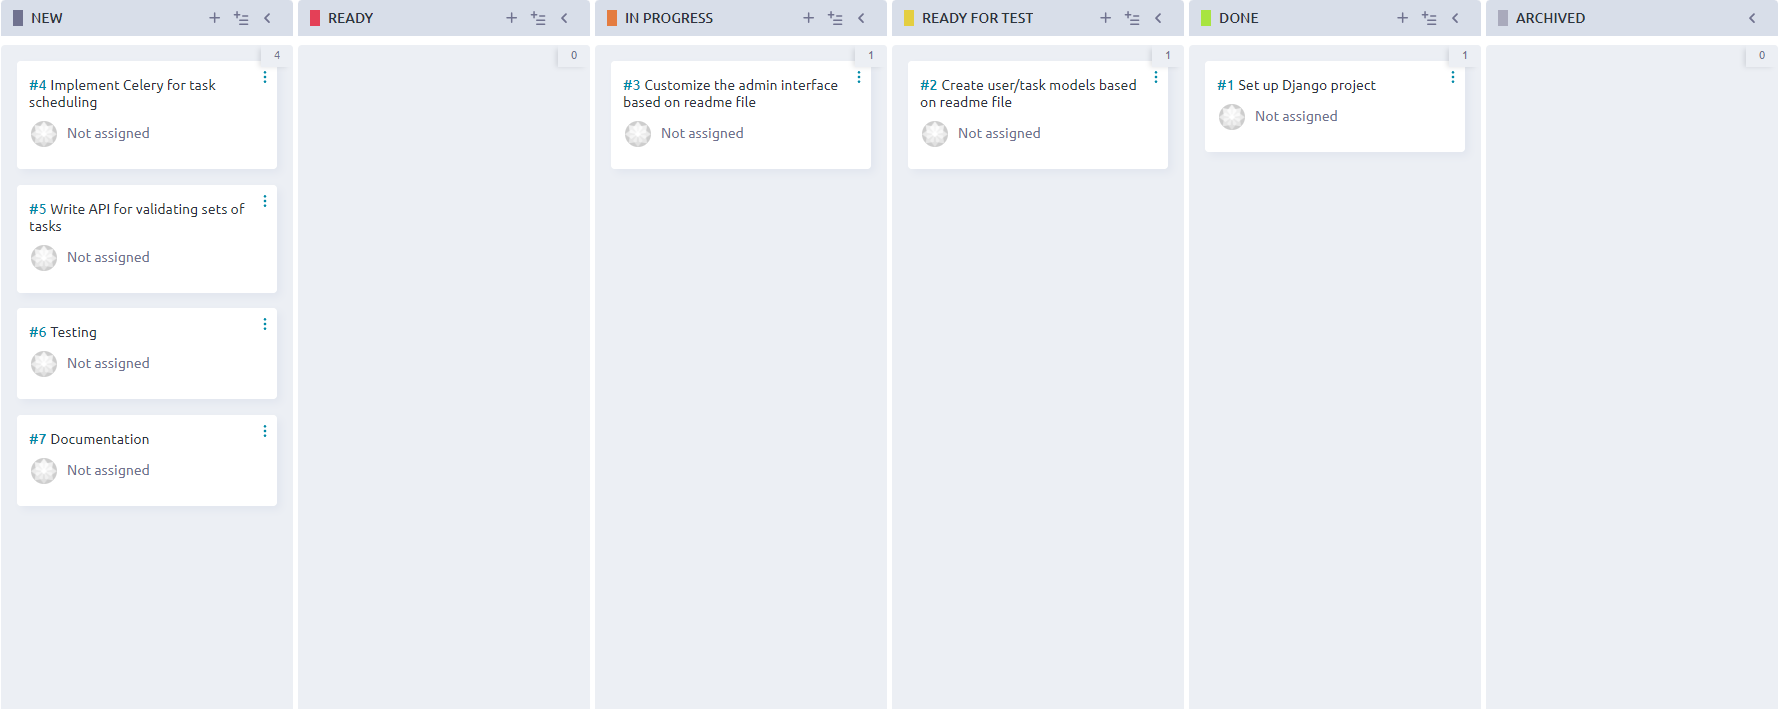 NEW
4
#4 Implement Celery for task
scheduling
Not assigned
#5 Write API for validating sets of
tasks
Not assigned
#6 Testing
Not assigned
#7 Documentation
Not assigned
READY
0
IN PROGRESS
1
#3 Customize the admin interface
based on readme file
Not assigned
READY FOR TEST
1
#2 Create user/task models based
on readme file
Not assigned
DONE
1
#1 Set up Django project
Not assigned
ARCHIVED
0